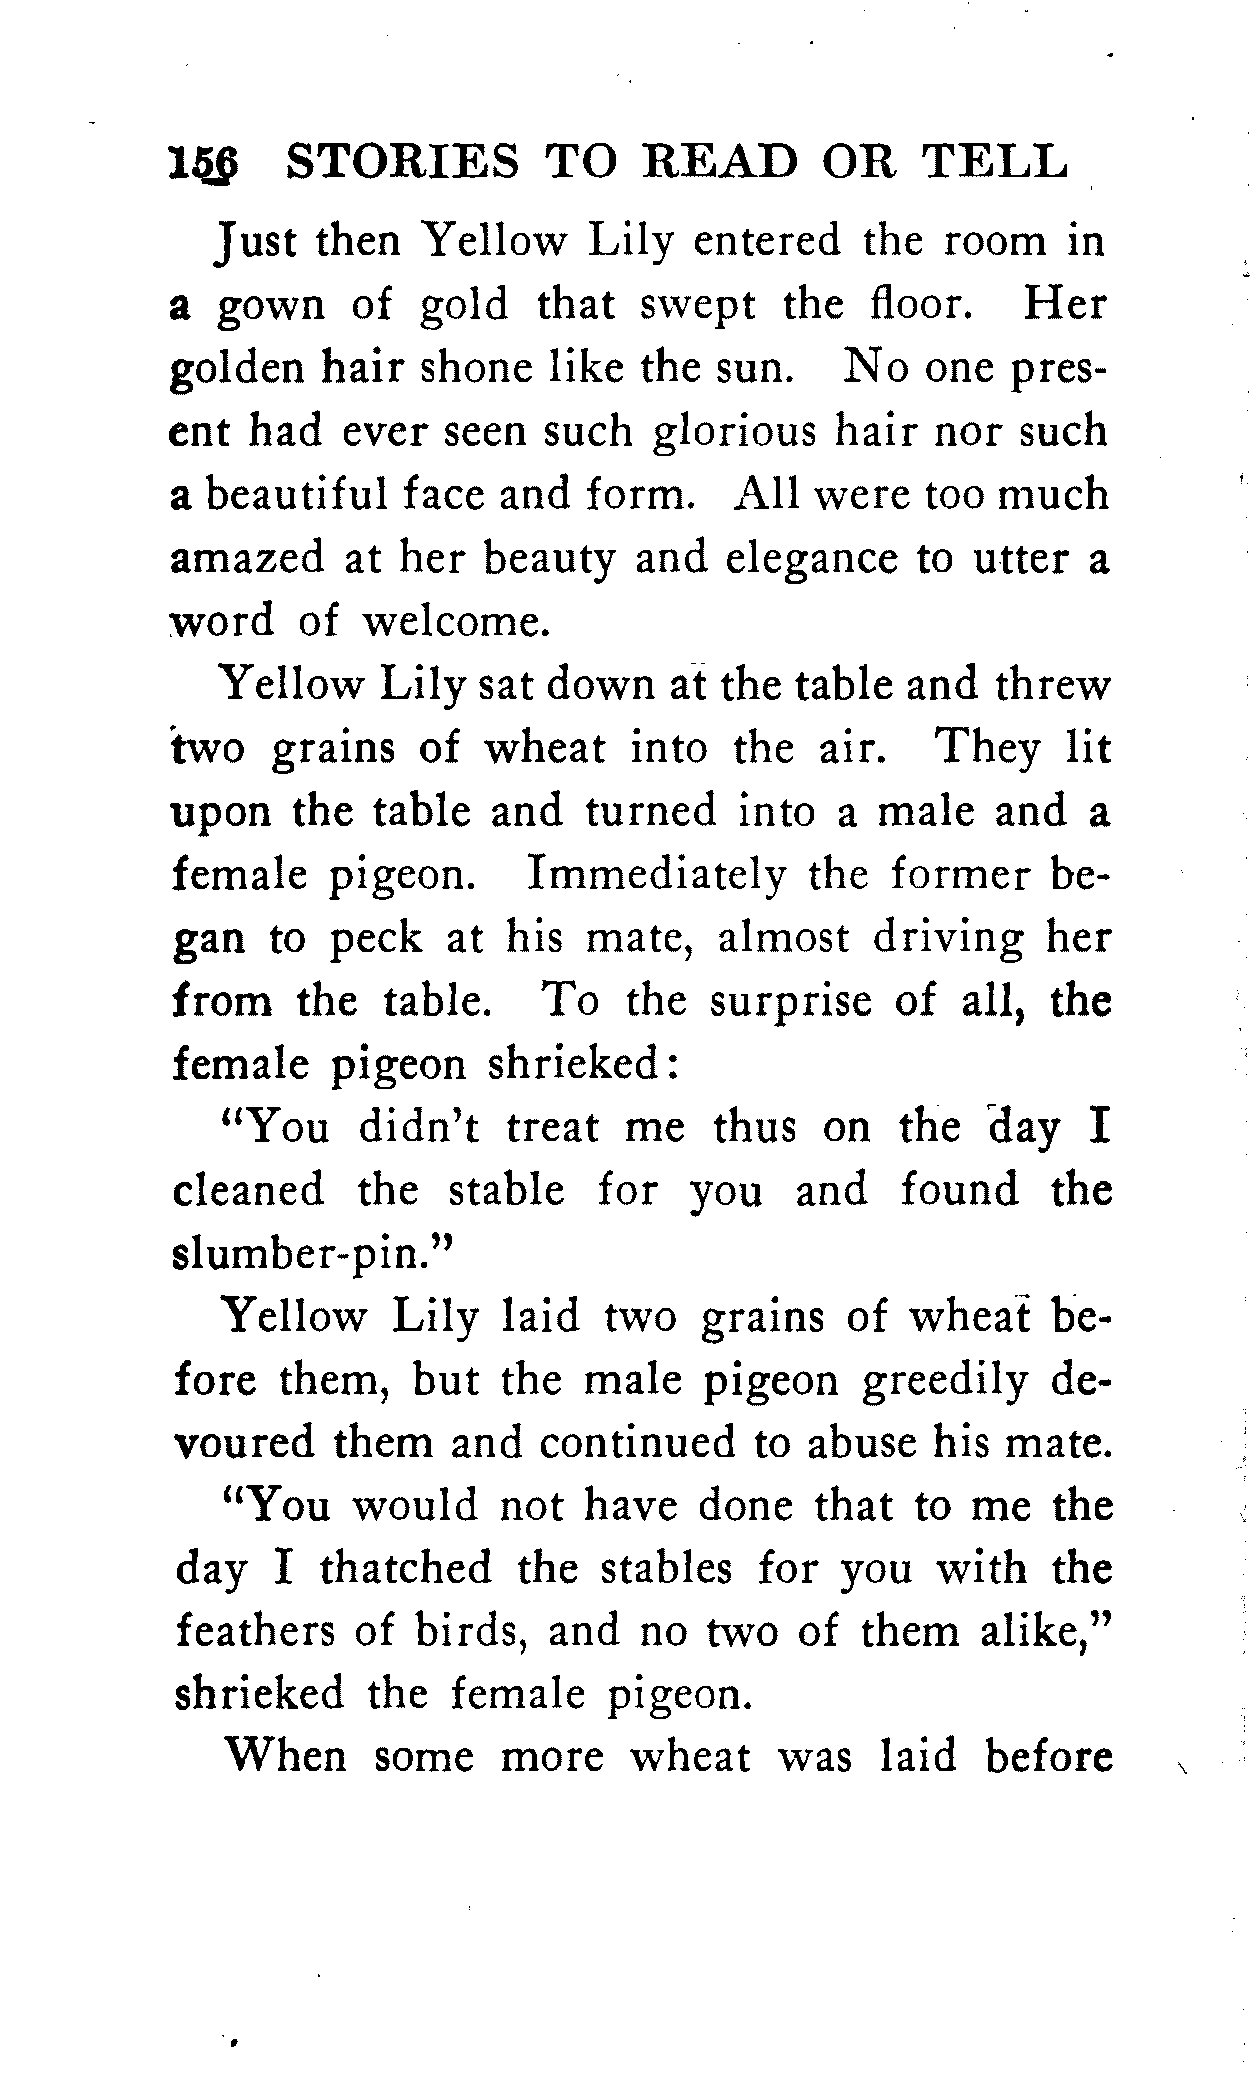 156 STORIES TO READ OR TELL
Just then Yellow Lily entered the room in
a gown of gold that swept the floor. Her
golden hair shone like the sun. No one pres-
ent had ever seen such glorious hair nor such
a beautiful face and form. All were too much
amazed at her beauty and elegance to utter a
word of welcome.
Yellow Lily sat down at the table and threw
two grains of wheat into the air. They lit
upon the table and turned into a male and a
female pigeon. Immediately the former be-
gan to peck at his mate, almost driving her
from the table. To the surprise of all, the
female pigeon shrieked:
"You didn't treat me thus on the day I
cleaned the stable for you and found the
slumber-pin."
Yellow Lily laid two grains of wheat be-
fore them, but the male pigeon greedily de-
voured them and continued to abuse his mate.
"You would not have done that to me the
day I thatched the stables for you with the
feathers of birds, and no two of them alike,"
shrieked the female pigeon.
When some more wheat was laid before